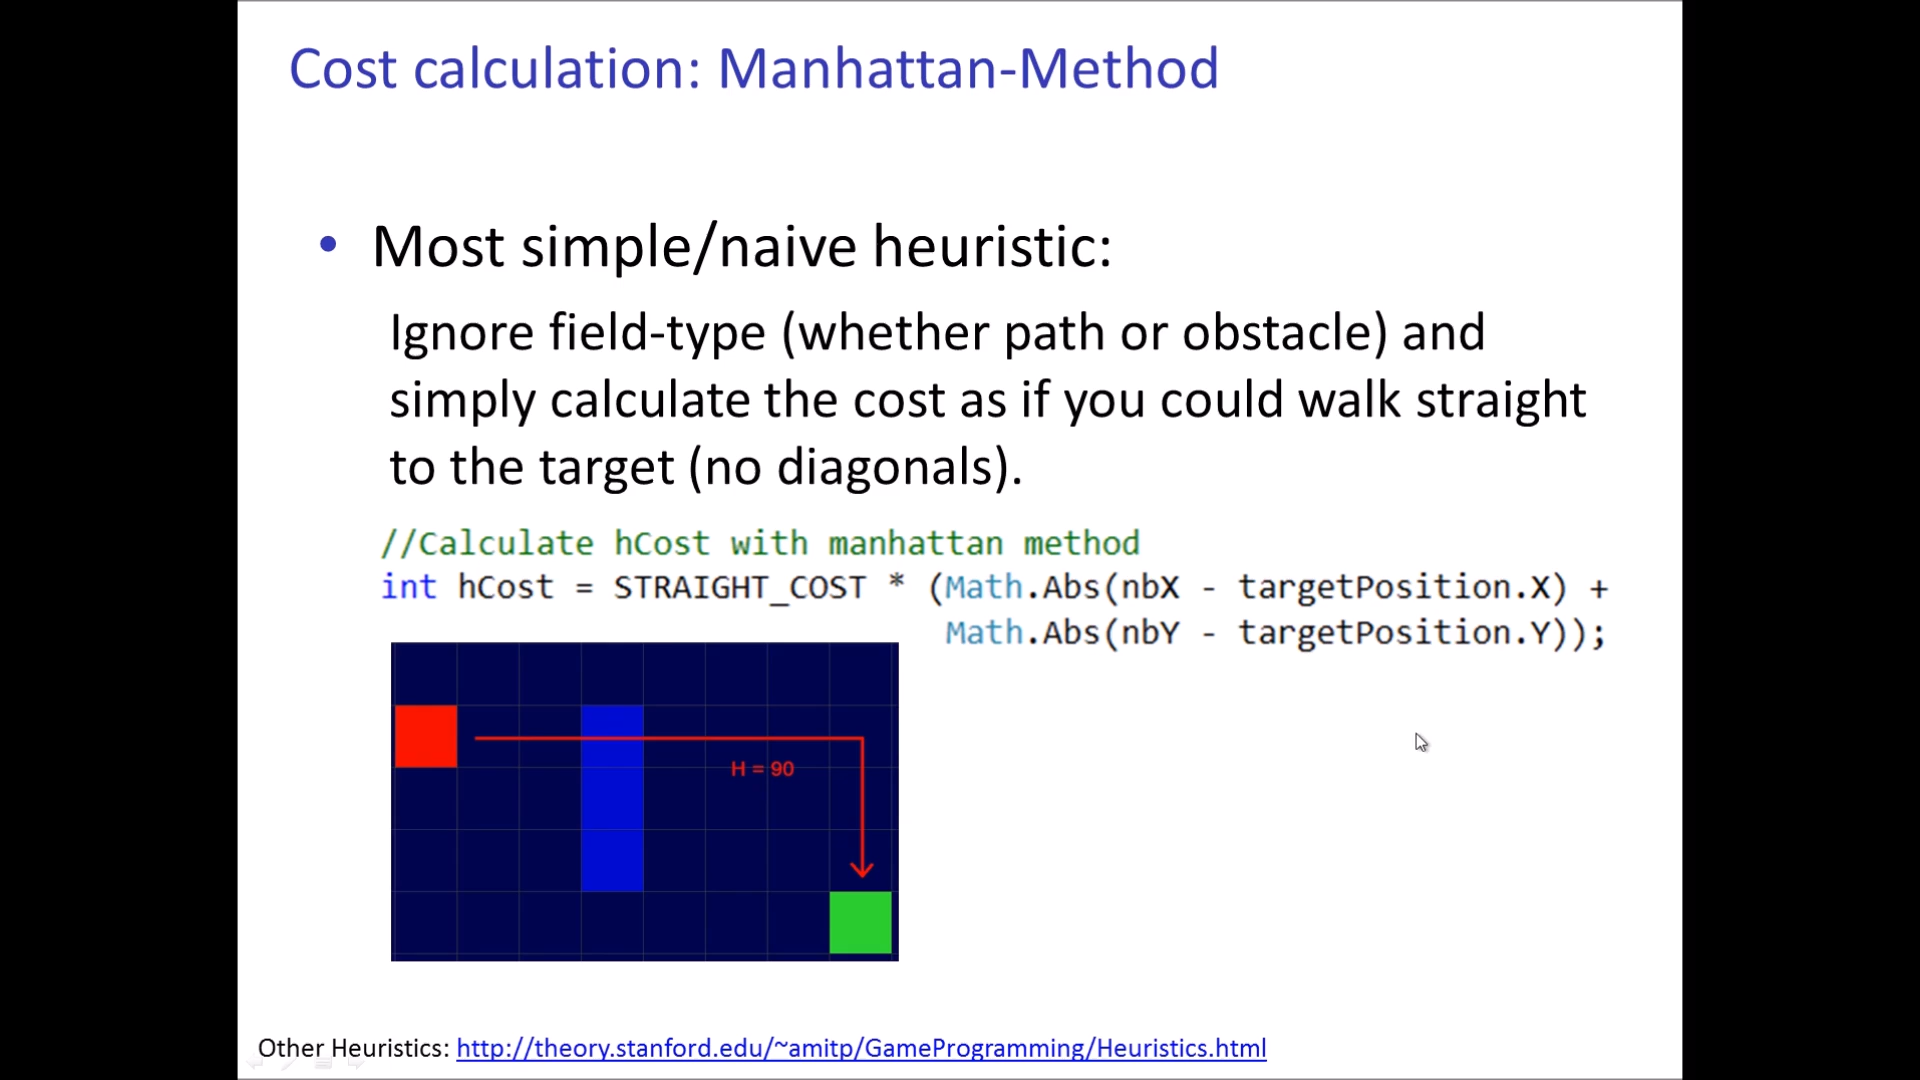 Cost calculation: Manhattan-Method
• Most simple/naive heuristic:
Ignore field-type (whether path or obstacle) and
simply calculate the cost as if you could walk straight
to the target (no diagonals).
//Calculate hCost with manhattan method
int hCost = STRAIGHT_COST * (Math.Abs(nbX - targetPosition.X) +
Math.Abs(nbY - targetPosition.Y));
H = 90
Other Heuristics: http://theory.stanford.edu/~amitp/GameProgramming/Heuristics.html